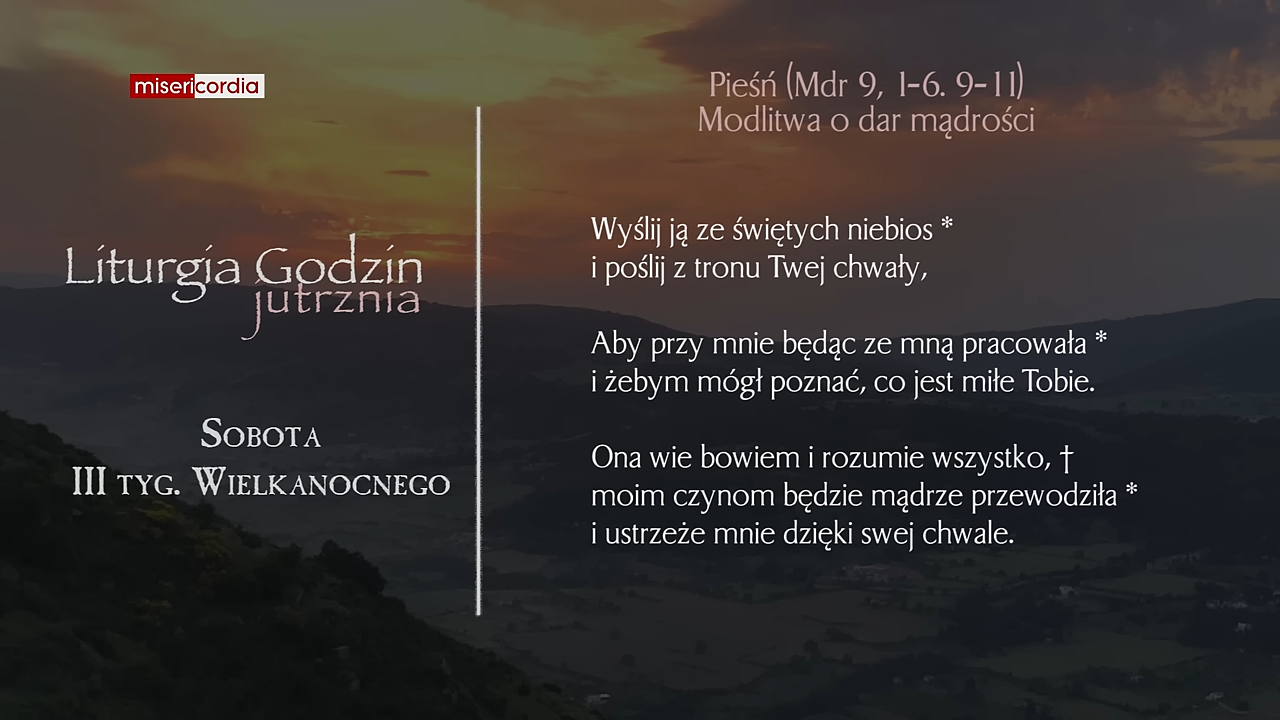 misericordia
Liturgia Godzin
jutrznia
Sobota
III tyg. Wielkanocnego
Pieśń (Mdr 9, 1-6. 9-11)
Modlitwa o dar mądrości
Wyślij ją ze świętych niebios *
i poślij z tronu Twej chwały,
Aby przy mnie będąc ze mną pracowała *
i żebym mógł poznać, co jest miłe Tobie.
Ona wie bowiem i rozumie wszystko, †
moim czynom będzie mądrze przewodziła *
i ustrzeże mnie dzięki swej chwale.